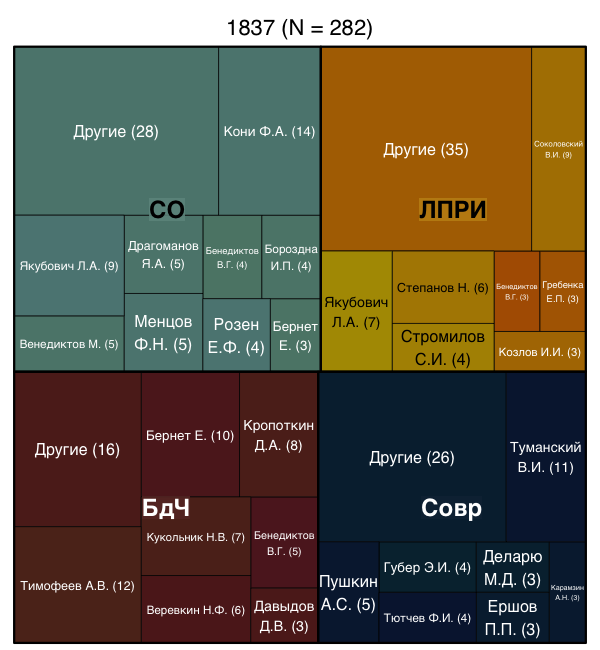 1837 (N = 282)
Другие (28)
Кони Ф.А. (14)
СО
Якубович Л.А. (9)
Драгоманов
Я.А. (5)
Бенедиктов
В.Г. (4)
Бороздна
И.П. (4)
Венедиктов М. (5)
Менцов
Ф.Н. (5)
Розен
Е.Ф. (4)
Бернет
Е. (3)
Другие (35)
Соколовский
В.И. (9)
ЛПРИ
Якубович
Л.А. (7)
Степанов Н. (6)
Стромилов
С.И. (4)
Бенедиктов
В.Г. (3)
Гребенка
Е.П. (3)
Козлов И.И. (3)
Другие (16)
Бернет Е. (10)
Кропоткин
Д.А. (8)
БдЧ
Тимофеев А.В. (12)
Кукольник Н.В. (7)
Бенедиктов
В.Г. (5)
Веревкин Н.Ф. (6)
Давыдов
Д.В. (3)
Другие (26)
Туманский
В.И. (11)
Совр
Пушкин
А.С. (5)
Губер Э.И. (4)
Тютчев Ф.И. (4)
Деларю
М.Д. (3)
Ершов
П.П. (3)
Карамзин
А.Н. (3)